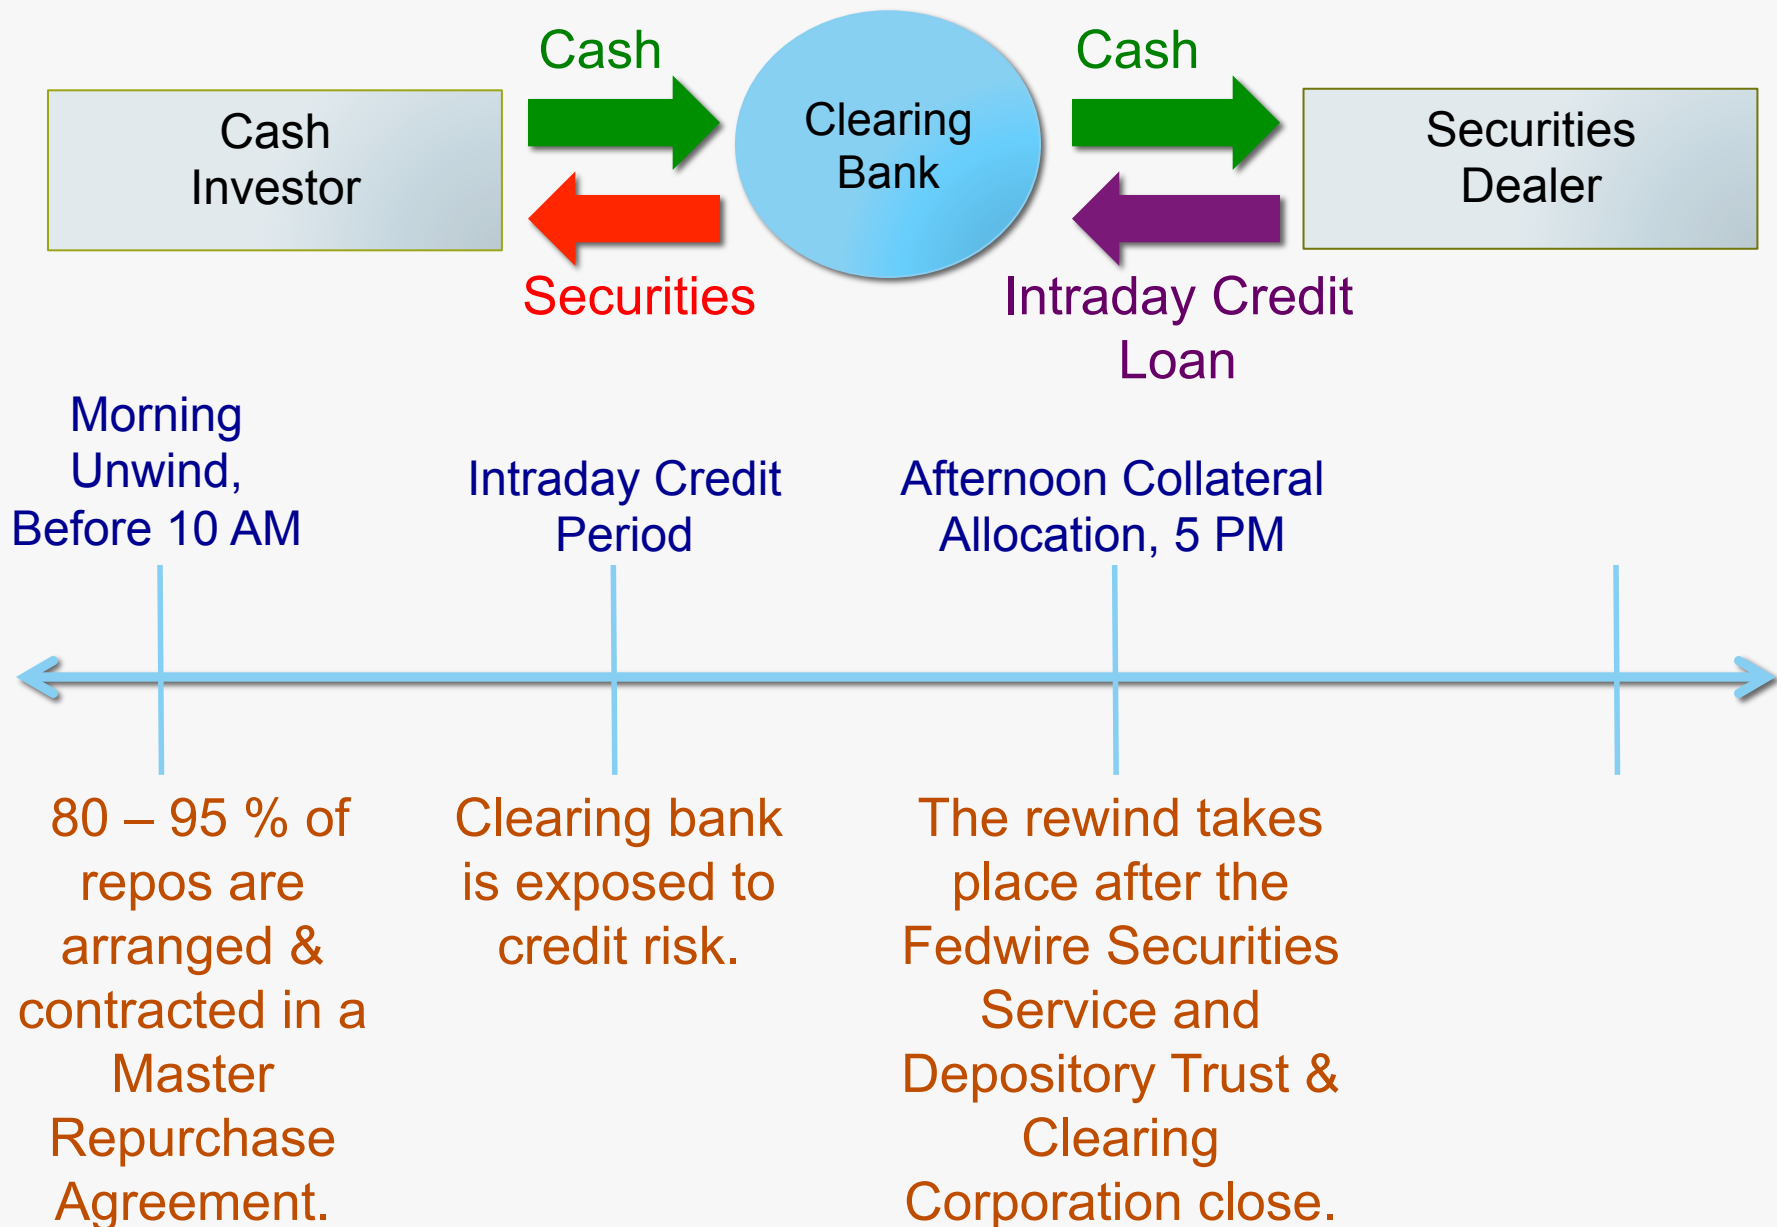 Cash
Cash
Cash
Investor
Clearing
Bank
Securities
Dealer
Securities
Intraday Credit
Loan
Morning
Unwind,
Before 10 AM
Intraday Credit
Period
Afternoon Collateral
Allocation, 5 PM
80 – 95 % of
repos are
arranged &
contracted in a
Master
Repurchase
Agreement.
Clearing bank
is exposed to
credit risk.
The rewind takes
place after the
Fedwire Securities
Service and
Depository Trust &
Clearing
Corporation close.